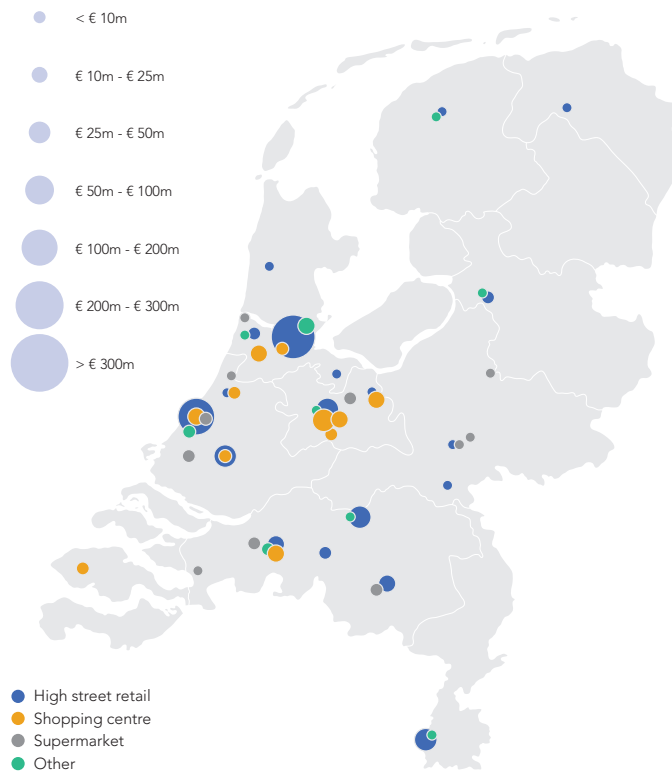 < € 10m
€ 10m - € 25m
€ 25m - € 50m
€ 50m - € 100m
€ 100m - € 200m
€ 200m - € 300m
> € 300m
High street retail
Shopping centre
Supermarket
Other